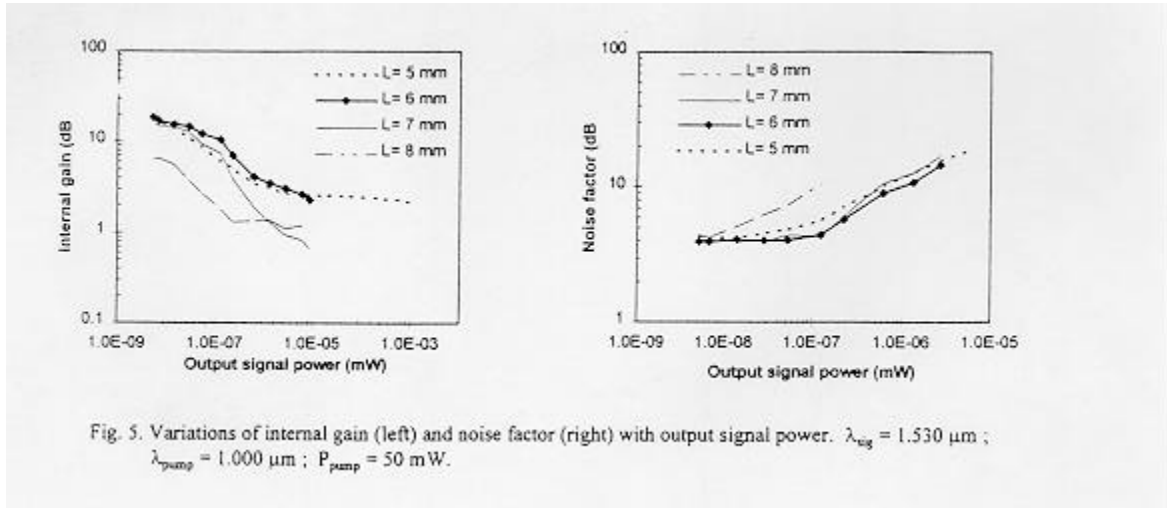 100
10
1
0.1
Internal gain (dB
L= 5 mm
L= 6 mm
L= 7 mm
L= 8 mm
1.0E-09 1.0E-07 1.0E-05 1.0E-03
Output signal power (mW)
100
10
1
Noise factor (dB
L= 8 mm
L= 7 mm
L= 6 mm
L= 5 mm
1.0E-09 1.0E-08 1.0E-07 1.0E-06 1.0E-05
Output signal power (mW)
Fig. 5. Variations of internal gain (left) and noise factor (right) with output signal power. λsig = 1.530 µm ;
λpump = 1.000 µm ; Ppump = 50 mW.